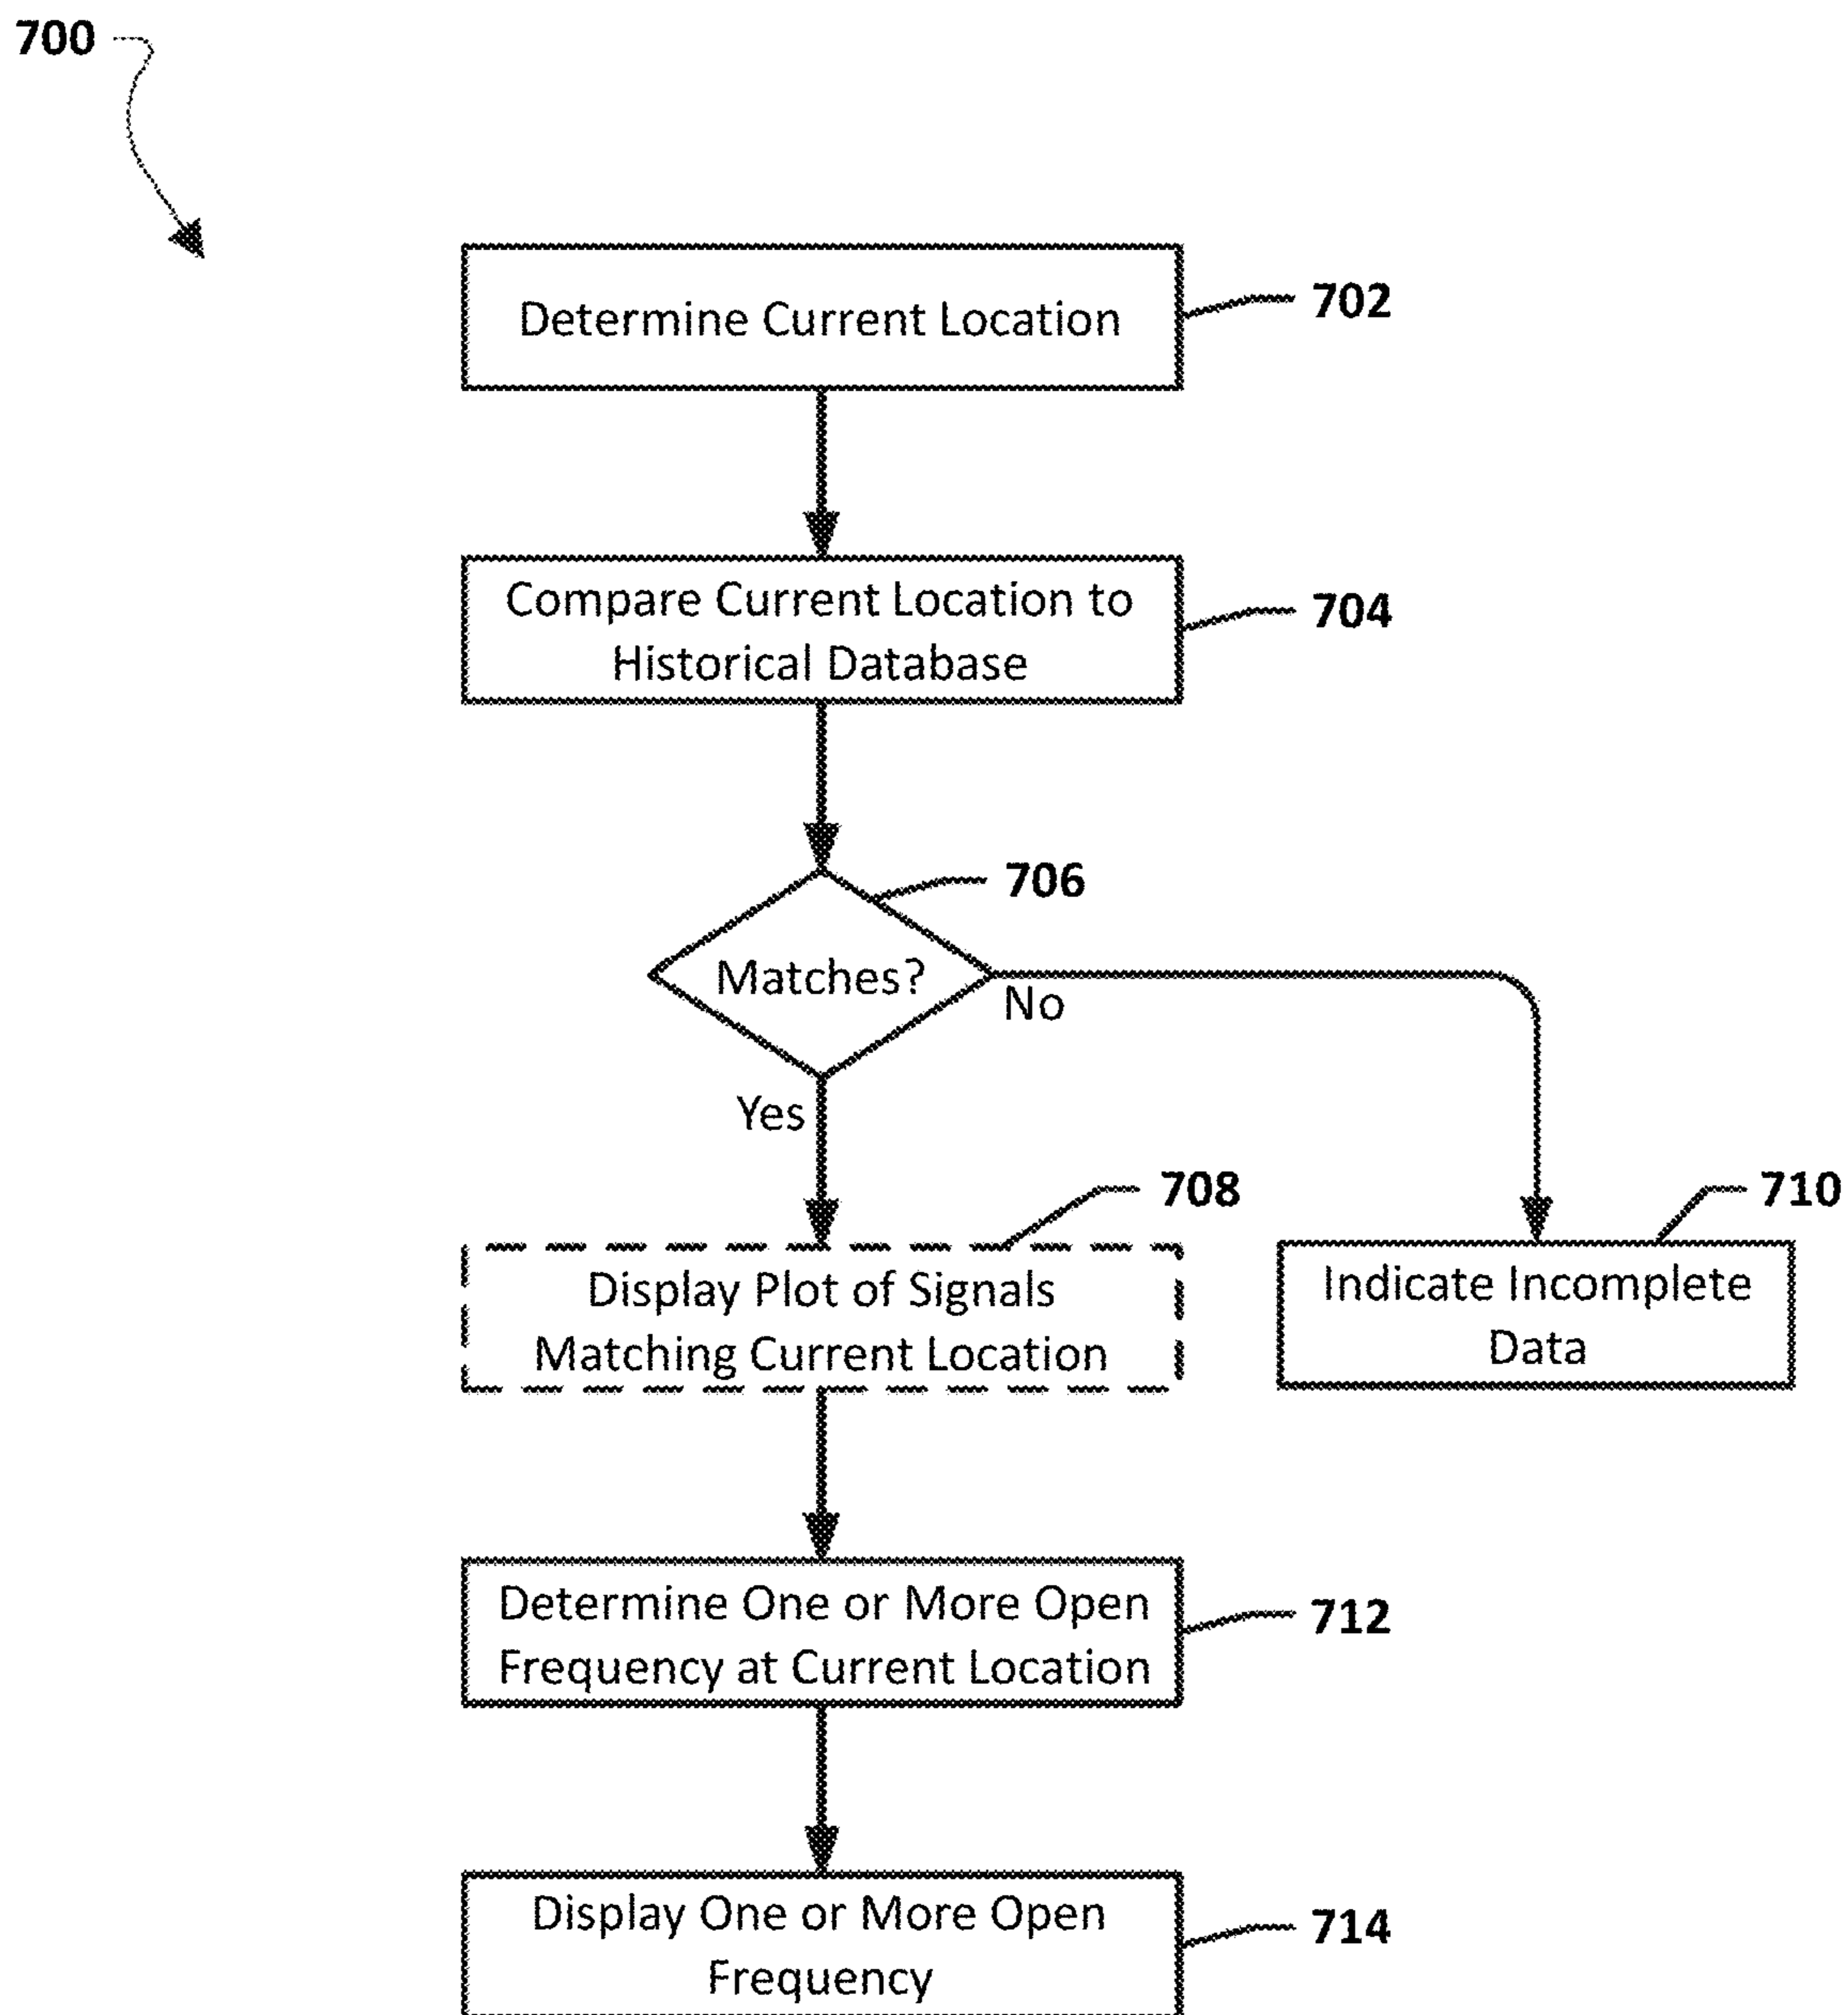 700
Determine Current Location
702
Compare Current Location to
Historical Database
704
706
Matches?
No
Yes
708
710
Display Plot of Signals
Matching Current Location
Indicate Incomplete
Data
Determine One or More Open
Frequency at Current Location
712
Display One or More Open
Frequency
714